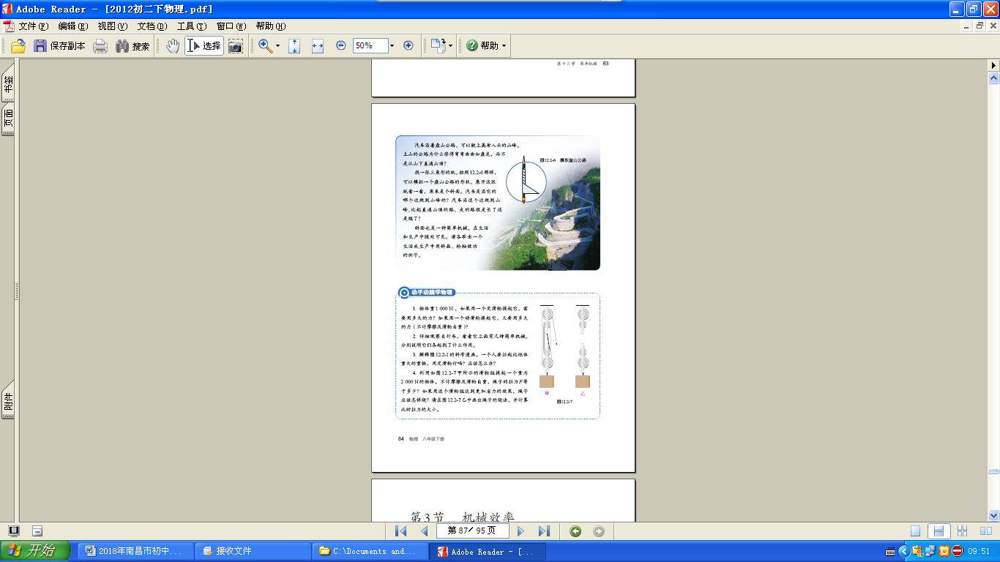 Adobe Reader - [2012初二下物理.pdf]
文件(F) 编辑(E) 视图(V) 文档(D) 工具(T) 窗口(W) 帮助(H)
保存副本 搜索 选择 50% 帮助
书签
页面
附件
第十二章 简单机械 83
汽车沿着盘山公路,可以驶上高耸入云的山峰。
上山的公路为什么修得弯弯曲曲如盘龙,而不
是从山下直通山顶?
找一张三角形的纸,按照12.2-6那样,
可以模拟一个盘山公路的形状。展开这张
纸看一看,原来是个斜面。汽车是沿它的
哪个边爬到山峰的?汽车沿这个边爬到山
峰,比起直通山顶的路,走的路程是长了还
是短了?
斜面也是一种简单机械,在生活
和生产中随处可见。请各举出一个
生活或生产中用斜面、轮轴做功
的例子。
图12.2-6 模拟盘山公路
动手动脑学物理
1. 物体重1 000 N,如果用一个定滑轮提起它,需
要用多大的力?如果用一个动滑轮提起它,又要用多大
的力(不计摩擦及滑轮自重)?
2. 仔细观察自行车,看看它上面有几种简单机械,
分别说明它们各起到了什么作用。
3. 解释图12.2-1的科学漫画。一个人要拉起比他体
重大的重物,用定滑轮行吗?应该怎么办?
4. 利用如图12.2-7甲所示的滑轮组提起一个重为
2 000 N的物体,不计摩擦及滑轮自重,绳子的拉力F等
于多少?如果用这个滑轮组达到更加省力的效果,绳子
应该怎样绕?请在图12.2-7乙中画出绳子的绕法,并计算
此时拉力的大小。
甲 乙
图12.2-7
84 物理 八年级下册
第3节 机械效率
第 87/ 95 页
开始 2018年南昌市初中... 接收文件 C:\Documents and... Adobe Reader - [... 09:51